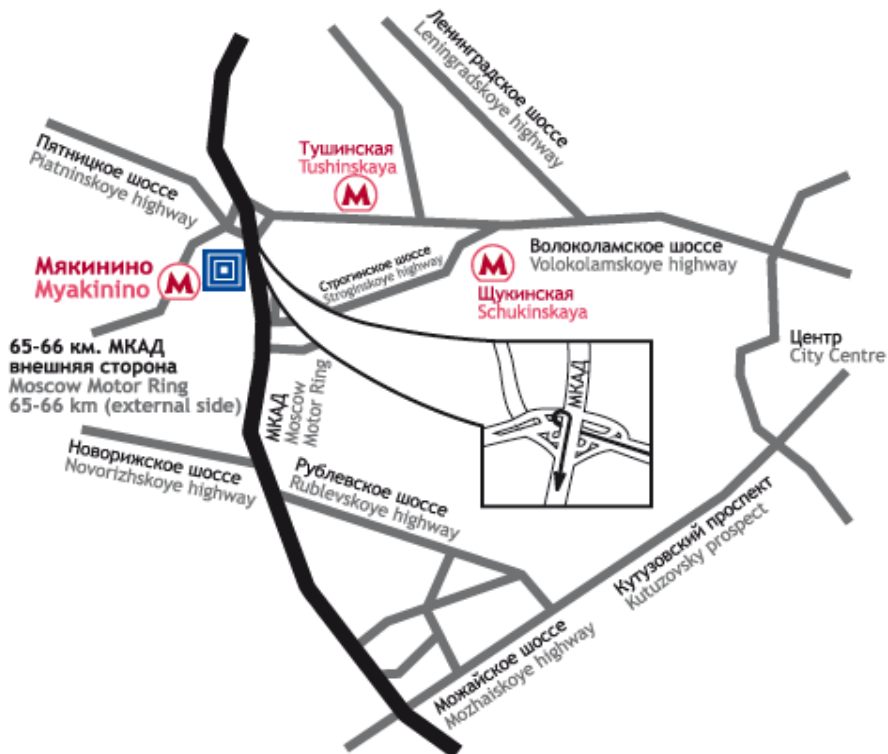 Ленинградское шоссе
Leningradskoye highway
Пятницкое шоссе
Piatninskoye highway
Тушинская
Tushinskaya
М
Волоколамское шоссе
Volokolamskoye highway
Строгинское шоссе
Stroginskoye highway
М
Щукинская
Schukinskaya
Мякинино
Myakinino
М
65-66 км. МКАД
внешняя сторона
Moscow Motor Ring
65-66 km (external side)
МКАД
Moscow
Motor Ring
МКАД
Центр
City Centre
Новорижское шоссе
Novorizhskoye highway
Рублевское шоссе
Rublevskoye highway
Кутузовский проспект
Kutuzovsky prospect
Можайское шоссе
Mozhaiskoye highway